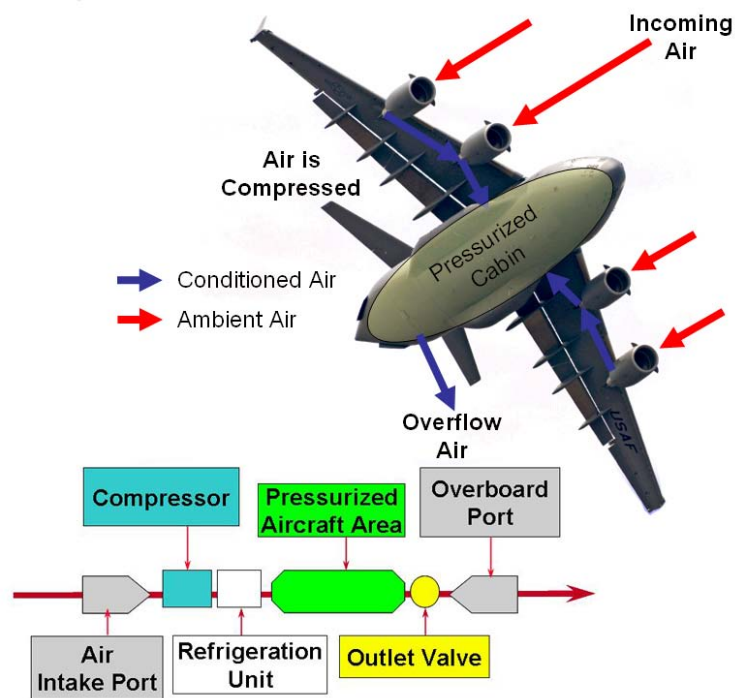 Incoming
Air
Air is
Compressed
Pressurized
Cabin
Conditioned Air
Ambient Air
USAF
Overflow
Air
Compressor
Pressurized
Aircraft Area
Overboard
Port
Air
Intake Port
Refrigeration
Unit
Outlet Valve